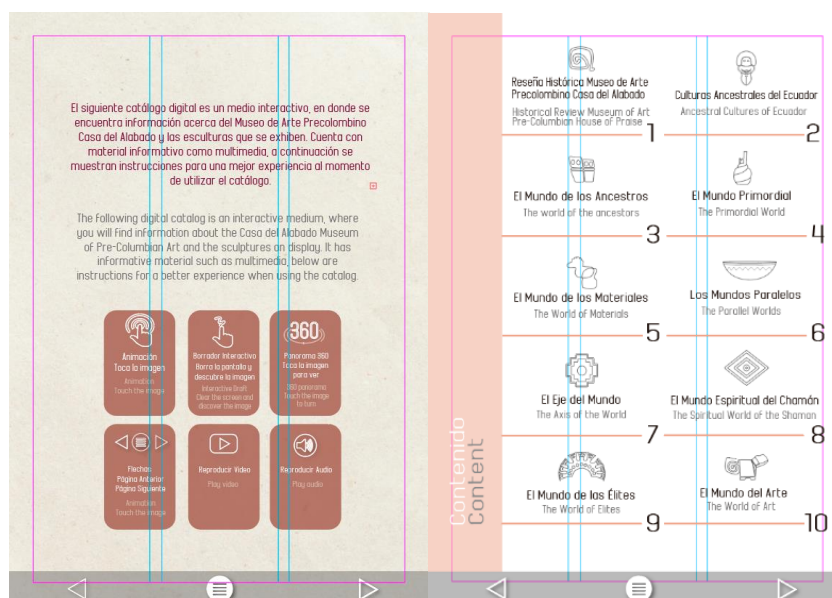 El siguiente catálogo digital es un medio interactivo, en donde se
encuentra información acerca del Museo de Arte Precolombino
Casa del Alabado y las esculturas que se exhiben. Cuenta con
material informativo como multimedia, a continuación se
muestran instrucciones para una mejor experiencia al momento
de utilizar el catálogo.
The following digital catalog is an interactive medium, where
you will find information about the Casa del Alabado Museum
of Pre-Columbian Art and the sculptures on display. It has
informative material such as multimedia, below are
instructions for a better experience when using the catalog.
Animación
Toca la imagen
Animation
Touch the image
Borrador Interactivo
Borra la pantalla y
descubre la imagen
Interactive Draft
Clear the screen and
discover the image
360
Panorama 360
Toca la imagen
para ver
360 panorama
Touch the image
to turn
Flechas
Página Anterior
Página Siguiente
Animation
Touch the image
Reproducir Video
Play video
Reproducir Audio
Play audio
Contenido
Content
Reseña Histórica Museo de Arte
Precolombino Casa del Alabado
Historical Review Museum of Art
Pre-Columbian House of Praise
1
Culturas Ancestrales del Ecuador
Ancestral Cultures of Ecuador
2
El Mundo de los Ancestros
The world of the ancestors
3
El Mundo Primordial
The Primordial World
4
El Mundo de los Materiales
The World of Materials
5
Los Mundos Paralelos
The Parallel Worlds
6
El Eje del Mundo
The Axis of the World
7
El Mundo Espiritual del Chamán
The Spiritual World of the Shaman
8
El Mundo de las Élites
The World of Elites
9
El Mundo del Arte
The World of Art
10